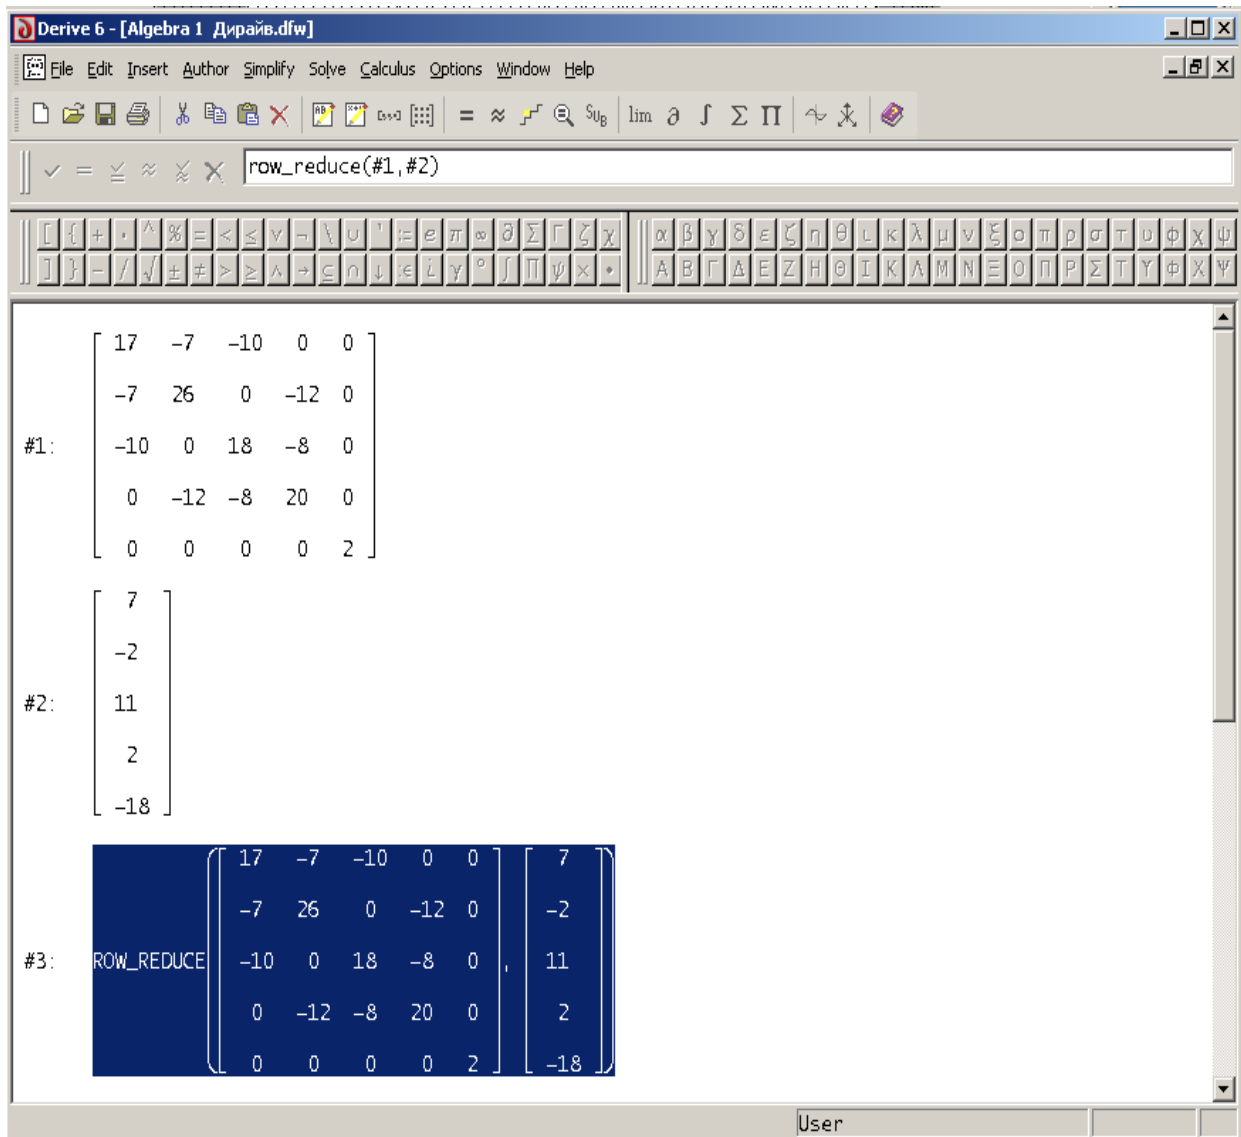 Derive 6 - [Algebra 1 Дирайв.dfw]
File Edit Insert Author Simplify Solve Calculus Options Window Help
= ≈ SUB lim ∂ ∫ Σ Π
= ≈
row_reduce(#1,#2)
[ { + · ^ % = < ≤ ∨ ¬ \ ∪ ' := e π ∞ ∂ Σ Γ ζ χ α β γ δ ε ζ η θ ι κ λ μ ν ξ ο π ρ σ τ υ φ χ ψ
] } − / √ ± ≠ > ≥ ∧ → ⊆ ∩ ↓ :∈ i γ ° ∫ Π ψ × • Α Β Γ Δ Ε Ζ Η Θ Ι Κ Λ Μ Ν Ξ Ο Π Ρ Σ Τ Υ Φ Χ Ψ
17 −7 −10 0 0
−7 26 0 −12 0
#1: −10 0 18 −8 0
0 −12 −8 20 0
0 0 0 0 2
7
−2
#2: 11
2
−18
17 −7 −10 0 0 7
−7 26 0 −12 0 −2
#3: ROW_REDUCE −10 0 18 −8 0 , 11
0 −12 −8 20 0 2
0 0 0 0 2 −18
User